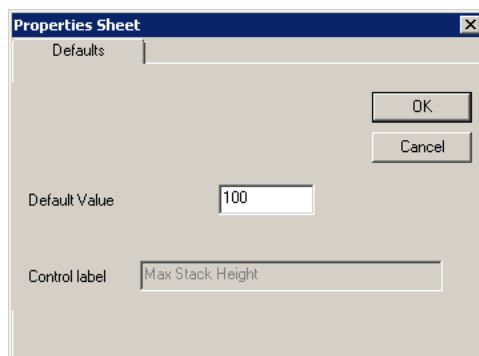 Properties Sheet
Defaults
OK
Cancel
Default Value 100
Control label Max Stack Height